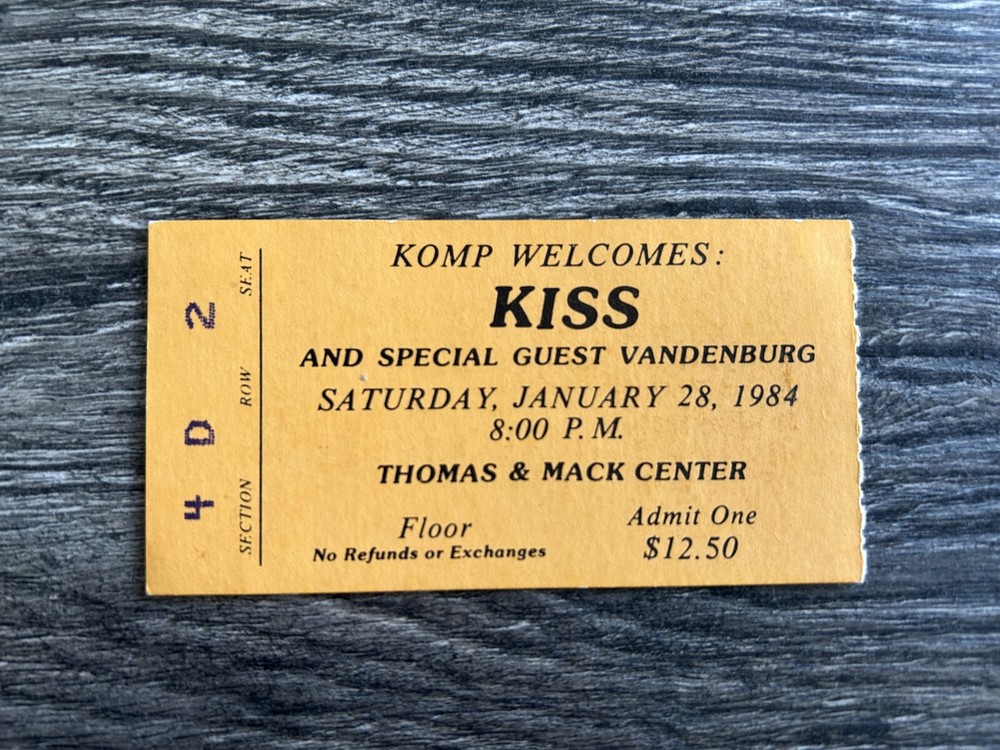 KOMP WELCOMES:
KISS
AND SPECIAL GUEST VANDENBURG
SATURDAY, JANUARY 28, 1984
8:00 P.M.
THOMAS & MACK CENTER
Floor
No Refunds or Exchanges
Admit One
$12.50
SECTION 4
ROW D
SEAT 2